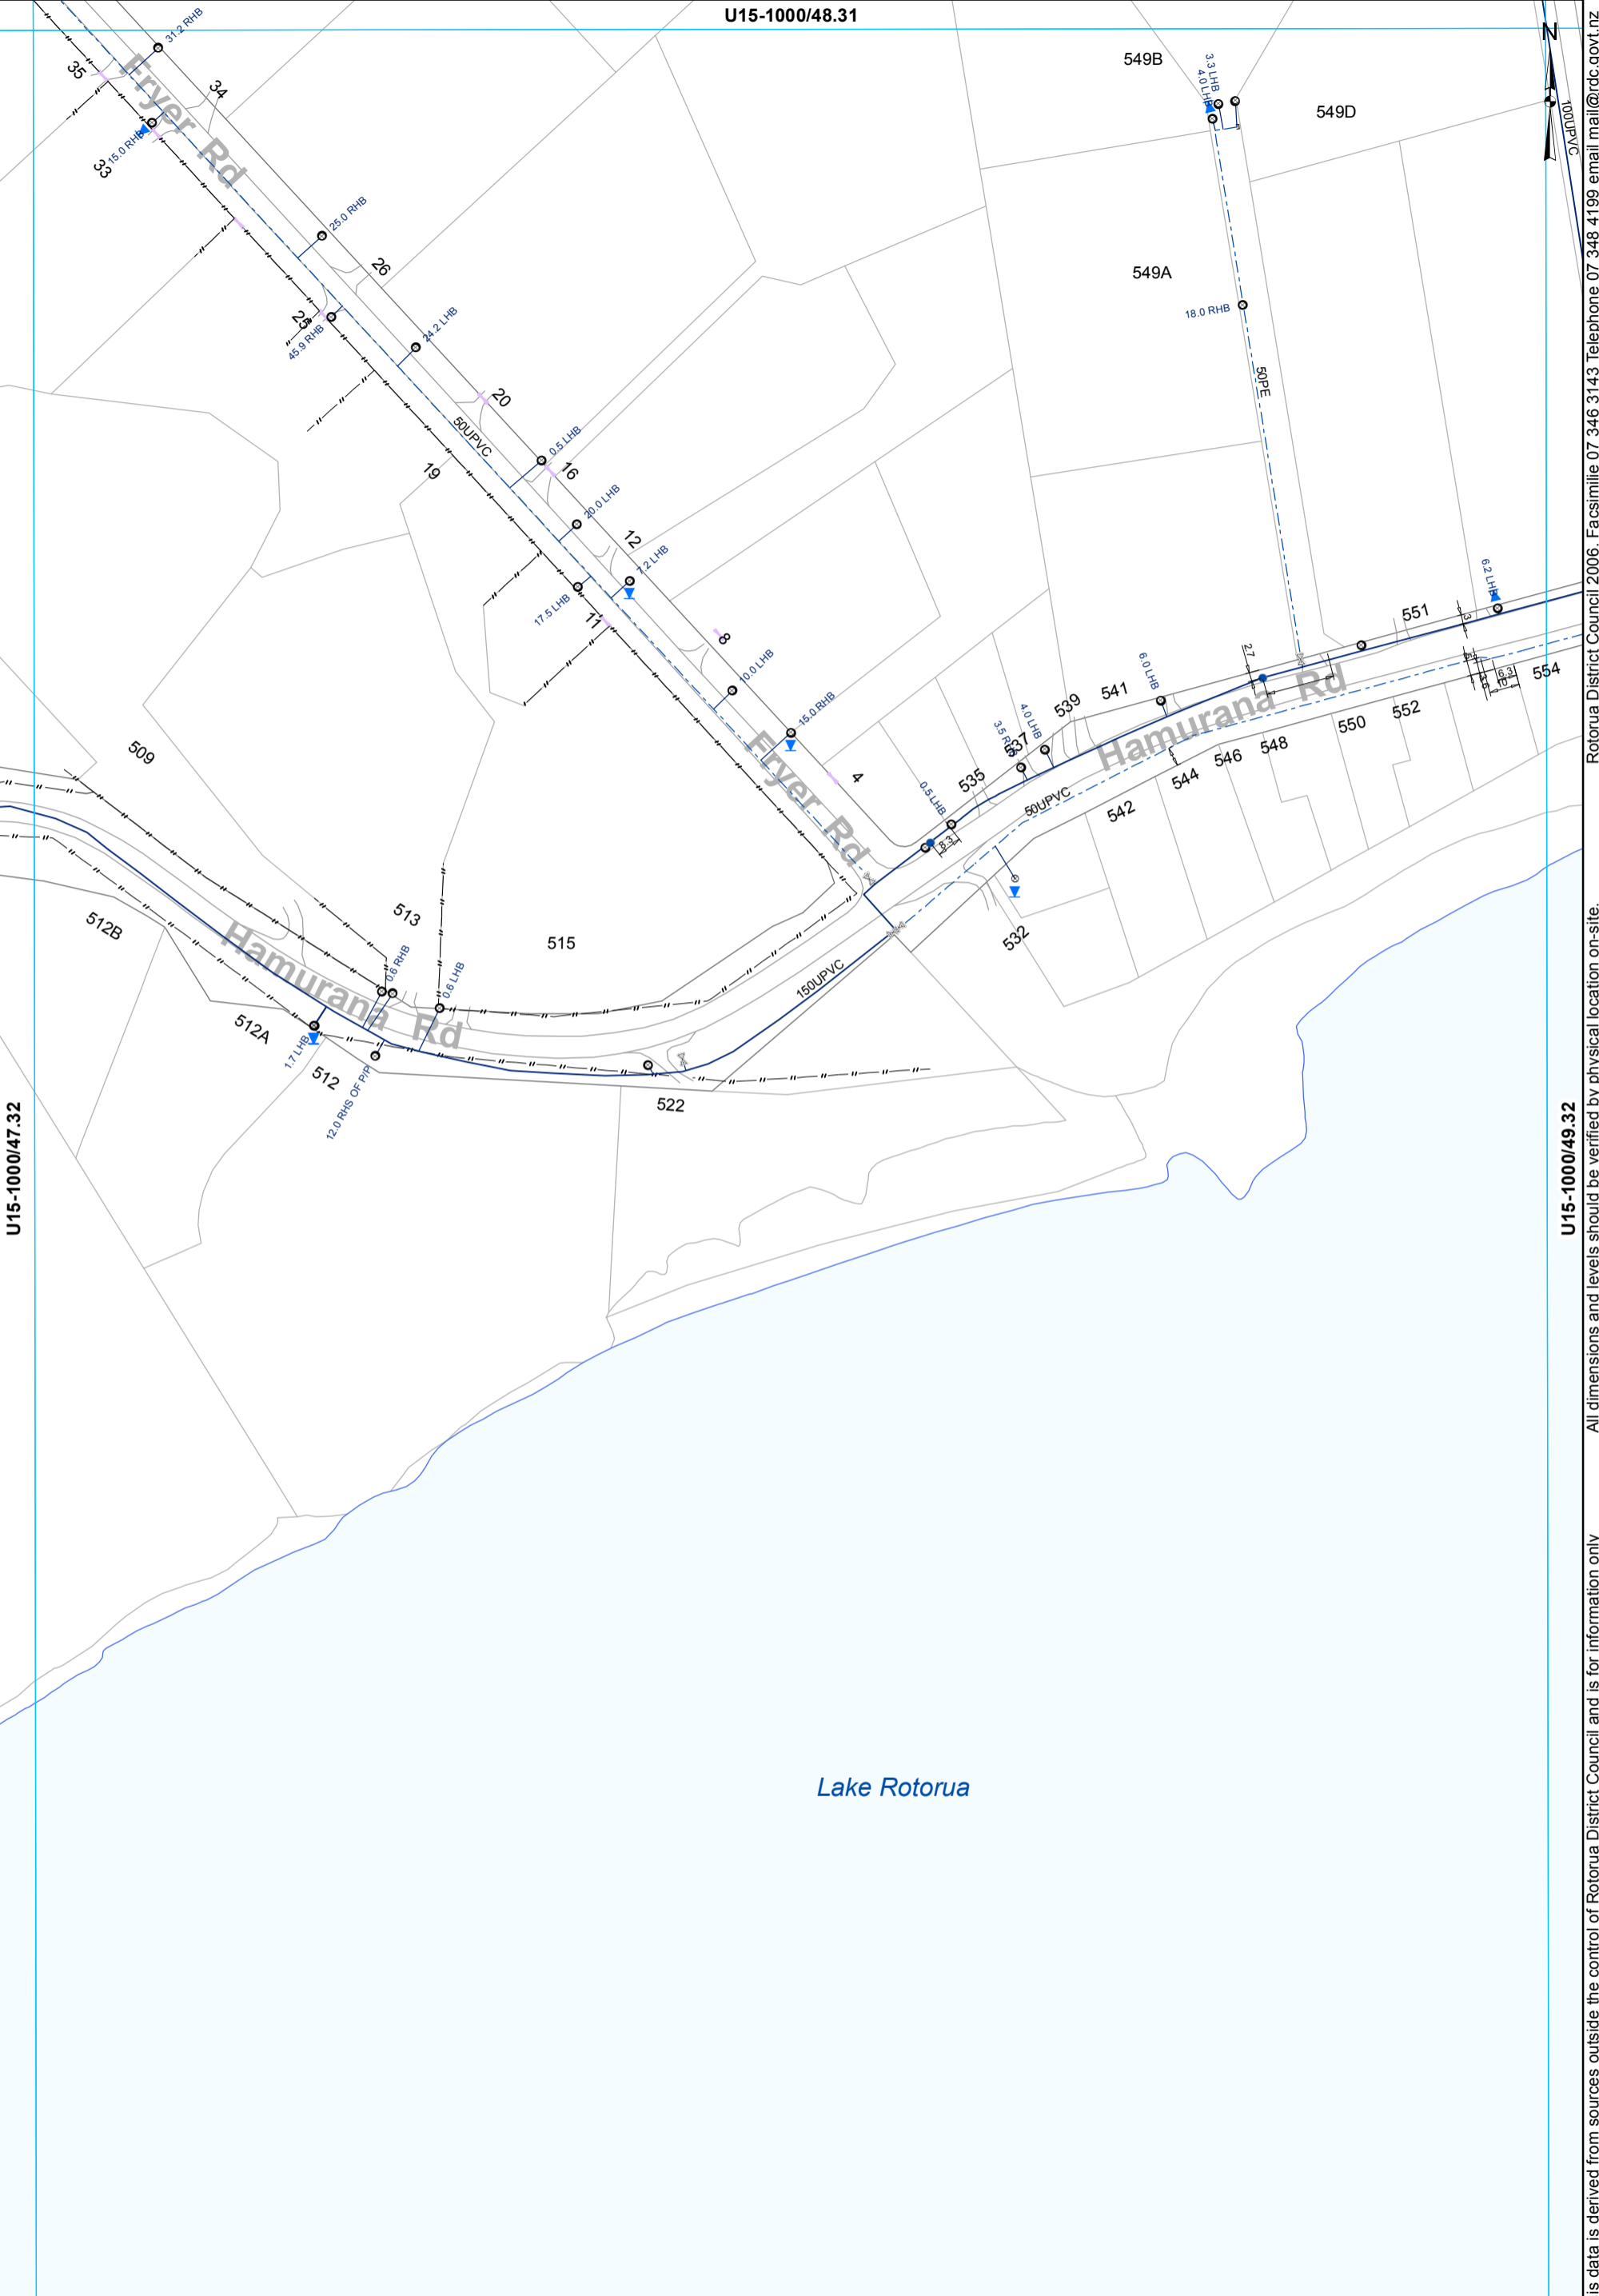 U15-1000/48.31
N
100UPVC
31.2 RHB
35
Fryer Rd
34
15.0 RHB
33
549B
3.3 LHB
4.0 LHB
549D
25.0 RHB
26
549A
18.0 RHB
25
45.9 RHB
24.2 LHB
50PE
20
50UPVC
0.5 LHB
16
19
20.0 LHB
12
7.2 LHB
17.5 LHB
11
8
10.0 LHB
15.0 RHB
Fryer Rd
4
6.2 LHB
551
3
2.7
6.3
554
552
550
548
546
544
542
Hamurana Rd
6.0 LHB
541
539
4.0 LHB
537
535
50UPVC
0.5 LHB
8.3
532
509
512B
Hamurana Rd
513
515
0.6 RHB
0.6 LHB
150UPVC
512A
1.7 LHB
512
12.0 RHS OF P/P
522
U15-1000/47.32
U15-1000/49.32
Lake Rotorua
Rotorua District Council 2006. Facsimilie 07 346 3143 Telephone 07 348 4199 email mail@rdc.govt.nz
All dimensions and levels should be verified by physical location on-site.
is data is derived from sources outside the control of Rotorua District Council and is for information only